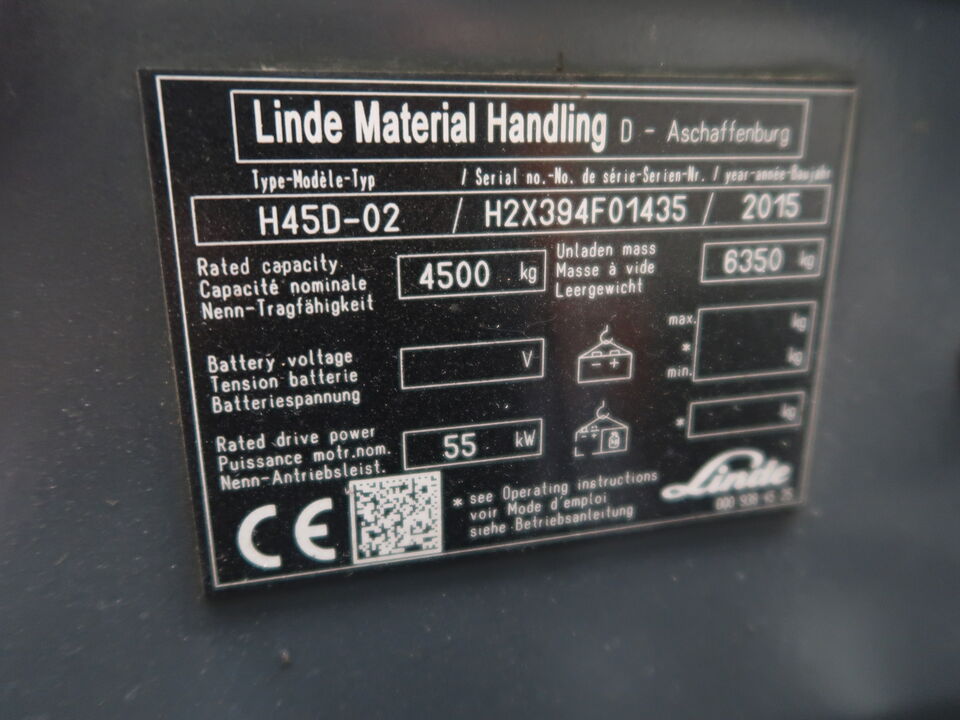 Linde Material Handling D - Aschaffenburg
Type-Modèle-Typ / Serial no.-No. de série-Serien-Nr. / year-année-Baujahr
H45D-02 / H2X394F01435 / 2015
Rated capacity
Capacité nominale
Nenn-Tragfähigkeit
4500 kg
Unladen mass
Masse à vide
Leergewicht
6350 kg
Battery voltage
Tension batterie
Batteriespannung
V
- +
max. kg
*
min. kg
Rated drive power
Puissance motr.nom.
Nenn-Antriebsleist.
55 kW
- +
* kg
CE
* see Operating instructions
voir Mode d'emploi
siehe Betriebsanleitung
Linde